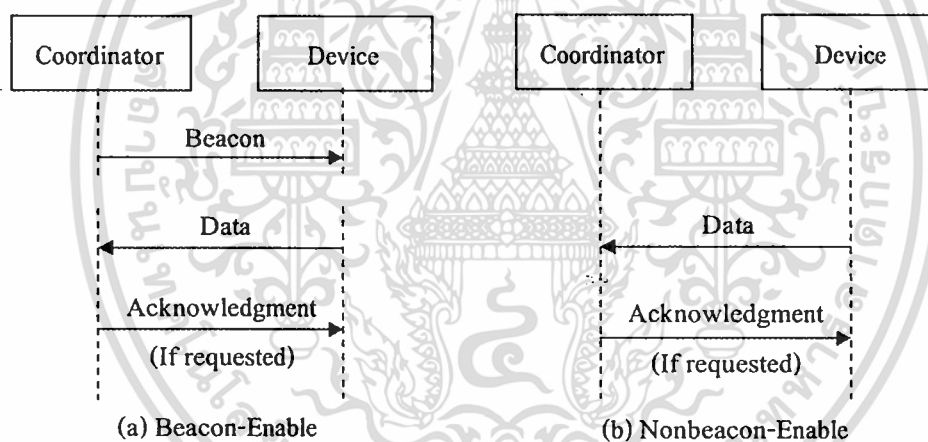 Coordinator
Device
Beacon
Data
Acknowledgment
(If requested)
(a) Beacon-Enable
Coordinator
Device
Data
Acknowledgment
(If requested)
(b) Nonbeacon-Enable